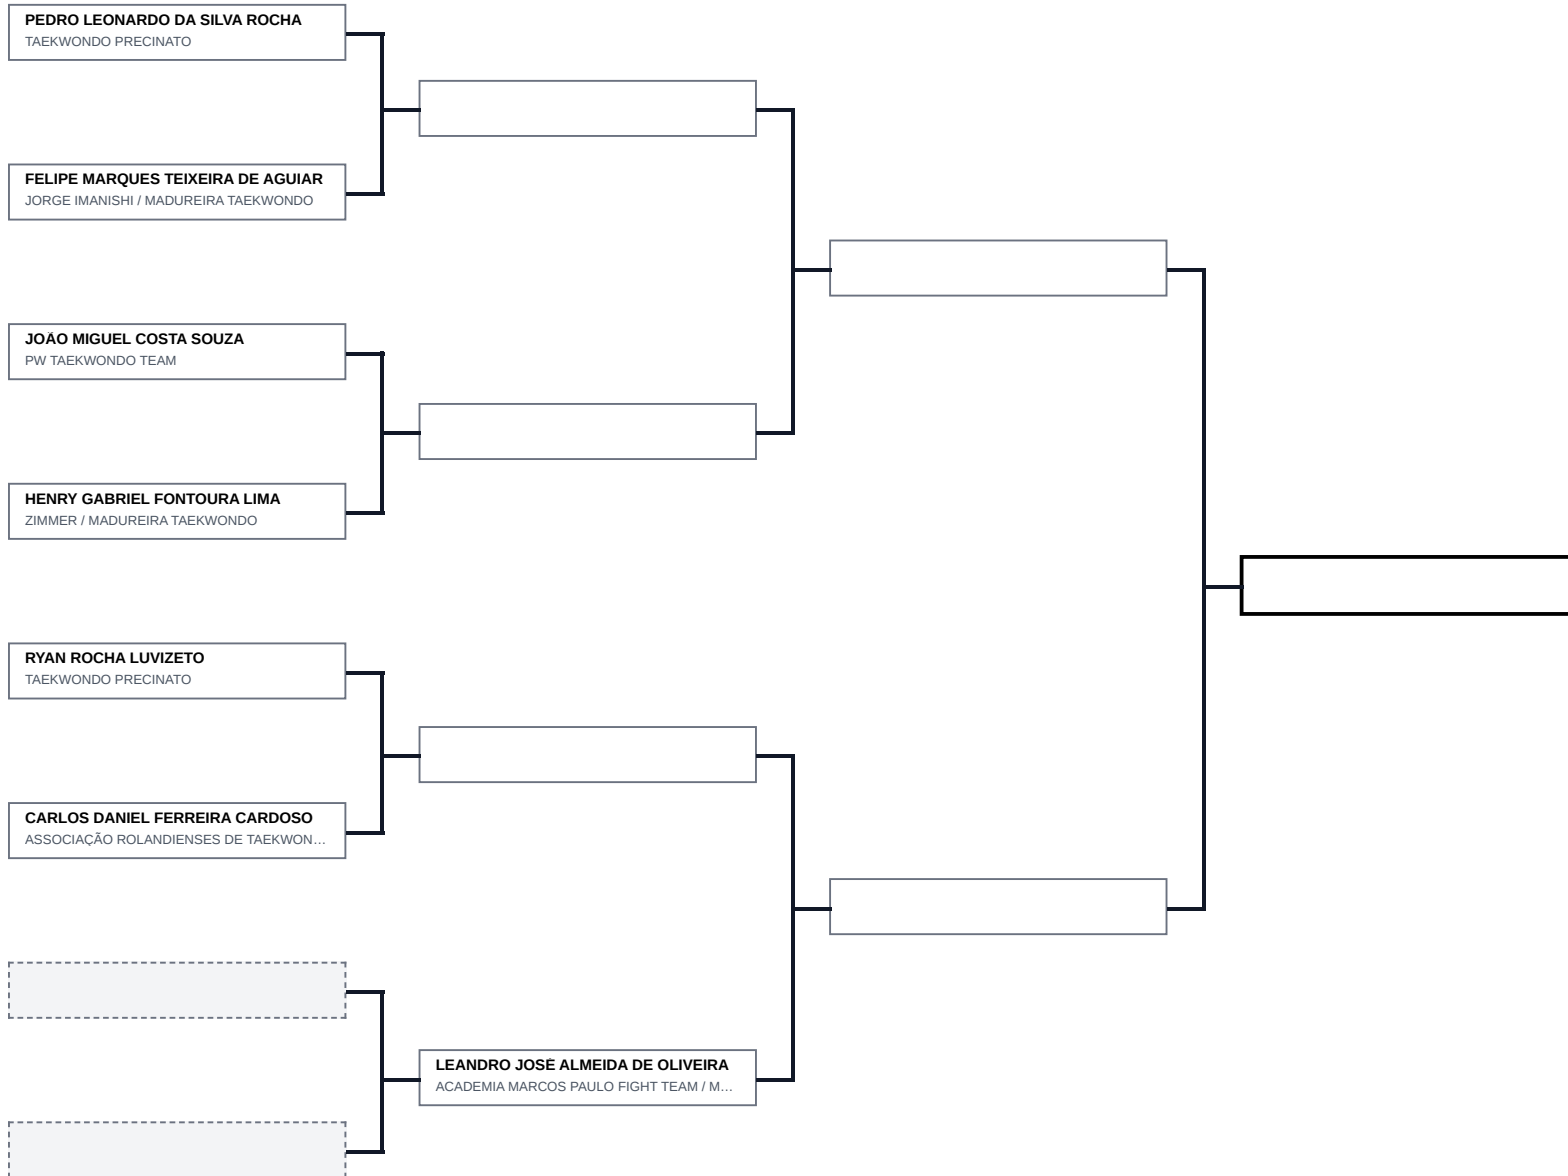 PEDRO LEONARDO DA SILVA ROCHA
TAEKWONDO PRECINATO
FELIPE MARQUES TEIXEIRA DE AGUIAR
JORGE IMANISHI / MADUREIRA TAEKWONDO
JOÃO MIGUEL COSTA SOUZA
PW TAEKWONDO TEAM
HENRY GABRIEL FONTOURA LIMA
ZIMMER / MADUREIRA TAEKWONDO
RYAN ROCHA LUVIZETO
TAEKWONDO PRECINATO
CARLOS DANIEL FERREIRA CARDOSO
ASSOCIAÇÃO ROLANDIENSES DE TAEKWON…
LEANDRO JOSÉ ALMEIDA DE OLIVEIRA
ACADEMIA MARCOS PAULO FIGHT TEAM / M…